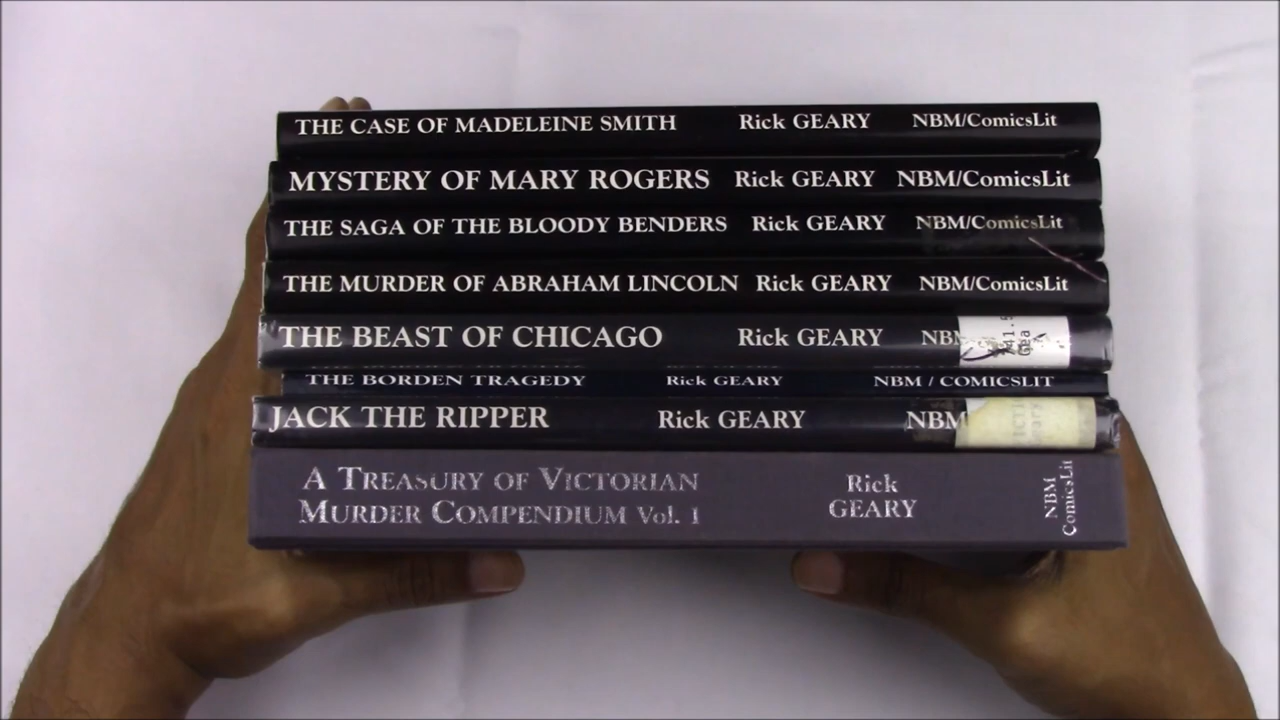 THE CASE OF MADELEINE SMITH Rick GEARY NBM/ComicsLit
MYSTERY OF MARY ROGERS Rick GEARY NBM/ComicsLit
THE SAGA OF THE BLOODY BENDERS Rick GEARY NBM/ComicsLit
THE MURDER OF ABRAHAM LINCOLN Rick GEARY NBM/ComicsLit
THE BEAST OF CHICAGO Rick GEARY
Gea
THE BORDEN TRAGEDY Rick GEARY NBM / COMICSLIT
JACK THE RIPPER Rick GEARY NBM
A TREASURY OF VICTORIAN
MURDER COMPENDIUM Vol. 1
Rick
GEARY
NBM
ComicsLit